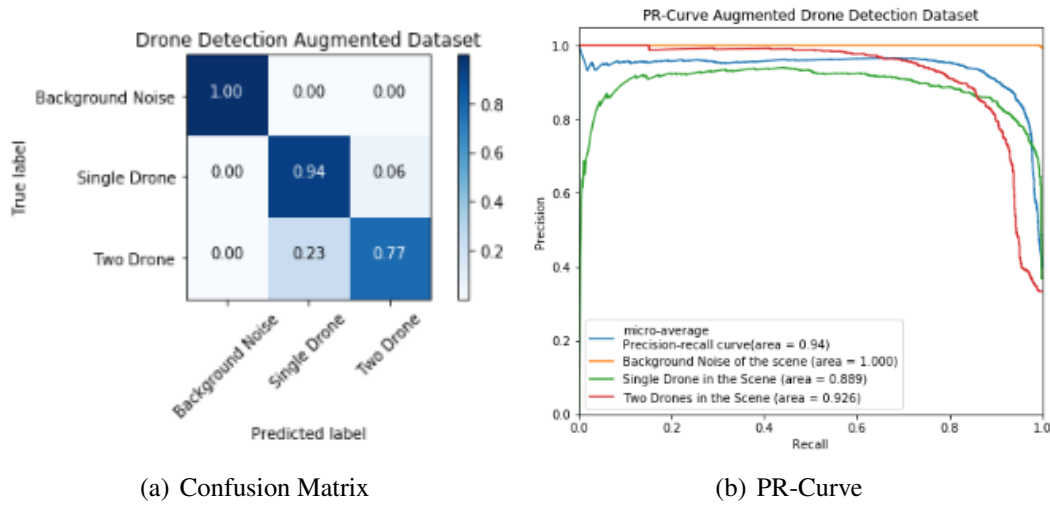 Drone Detection Augmented Dataset
True label
Background Noise
Single Drone
Two Drone
1.00 0.00 0.00
0.00 0.94 0.06
0.00 0.23 0.77
0.8
0.6
0.4
0.2
Background Noise
Single Drone
Two Drone
Predicted label
(a) Confusion Matrix
PR-Curve Augmented Drone Detection Dataset
Precision
1.0
0.8
0.6
0.4
0.2
0.0
micro-average
Precision-recall curve(area = 0.94)
Background Noise of the scene (area = 1.000)
Single Drone in the Scene (area = 0.889)
Two Drones in the Scene (area = 0.926)
0.0 0.2 0.4 0.6 0.8 1.0
Recall
(b) PR-Curve